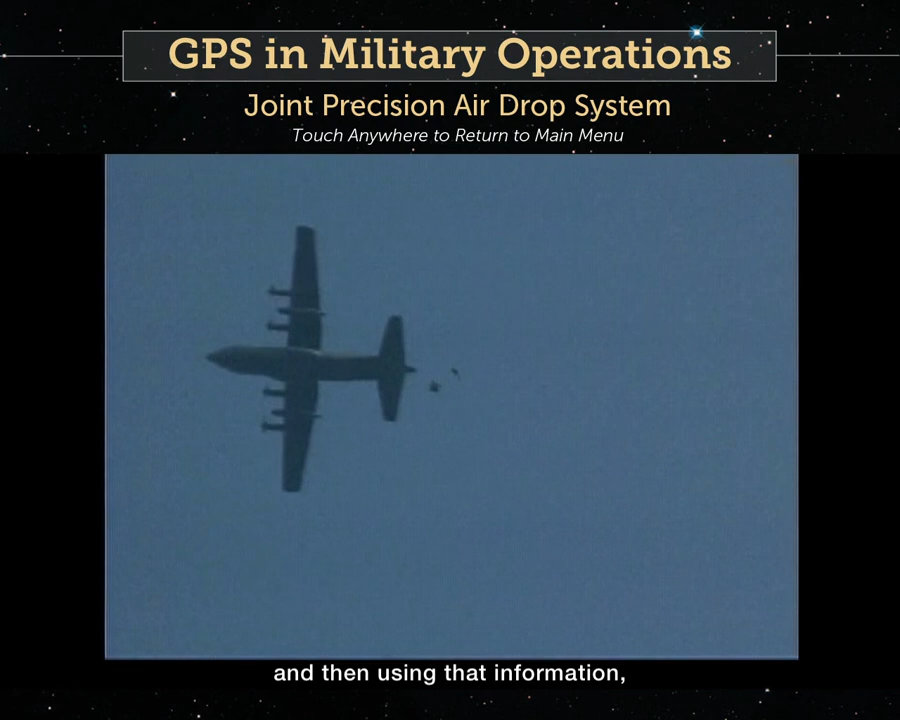 GPS in Military Operations
Joint Precision Air Drop System
Touch Anywhere to Return to Main Menu
and then using that information,